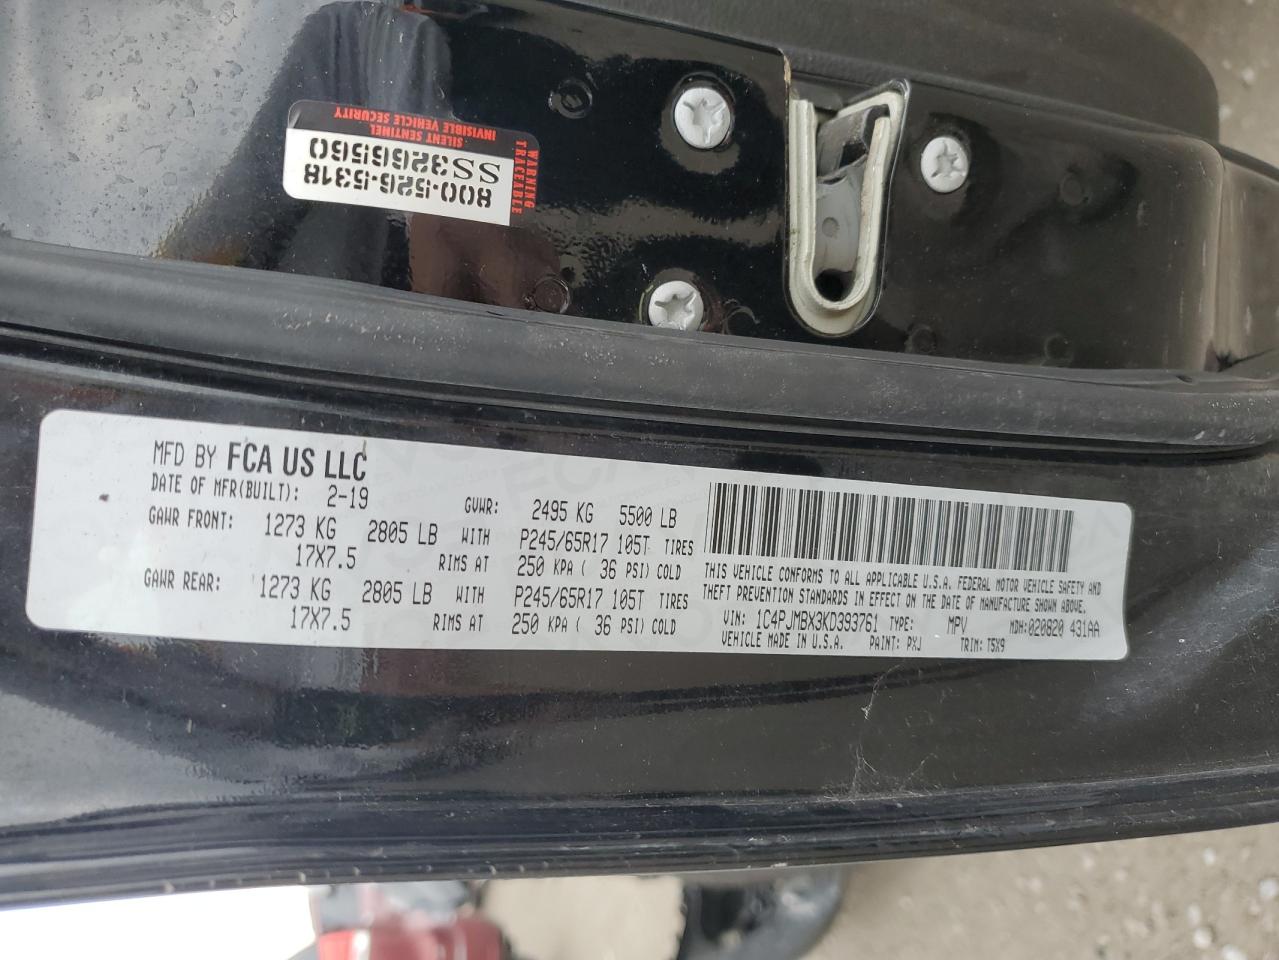 WARNING
TRACEABLE
800-526-5318
SS3266560
SILENT SENTINEL
INVISIBLE VEHICLE SECURITY
MFD BY FCA US LLC
DATE OF MFR(BUILT): 2-19 GVWR: 2495 KG 5500 LB
GAWR FRONT: 1273 KG 2805 LB WITH P245/65R17 105T TIRES
17X7.5 RIMS AT 250 KPA ( 36 PSI) COLD
GAWR REAR: 1273 KG 2805 LB WITH P245/65R17 105T TIRES
17X7.5 RIMS AT 250 KPA ( 36 PSI) COLD
THIS VEHICLE CONFORMS TO ALL APPLICABLE U.S.A. FEDERAL MOTOR VEHICLE SAFETY AND
THEFT PREVENTION STANDARDS IN EFFECT ON THE DATE OF MANUFACTURE SHOWN ABOVE.
VIN: 1C4PJMBX3KD393761 TYPE: MPV MDH: 020820 431AA
VEHICLE MADE IN U.S.A. PAINT: PXJ TRIM: T5X9